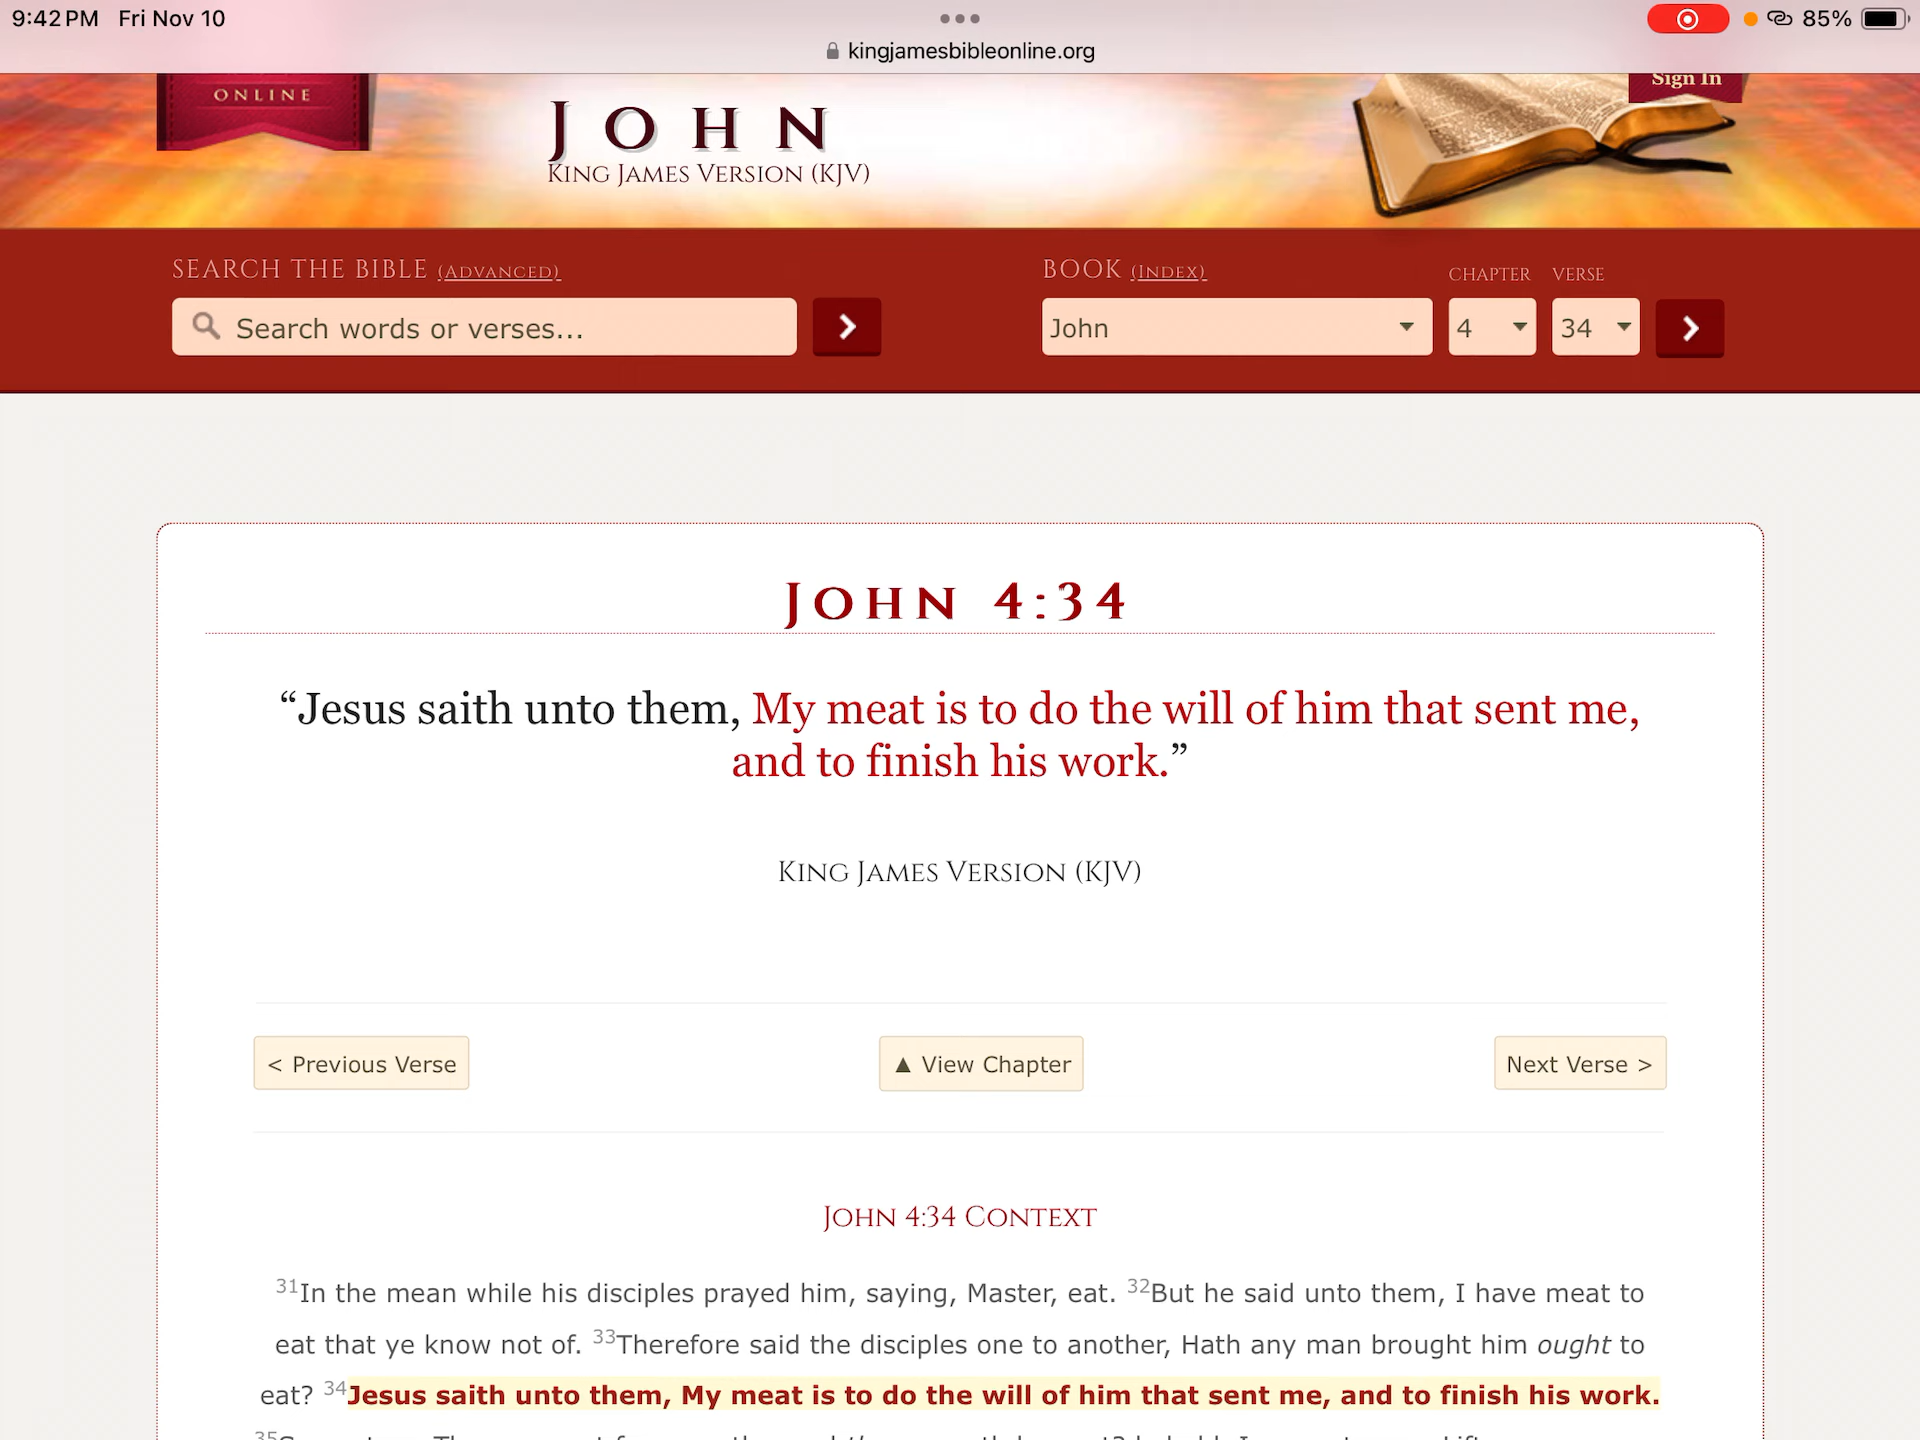 9:42 PM Fri Nov 10
85%
kingjamesbibleonline.org
ONLINE
Sign In
JOHN
KING JAMES VERSION (KJV)
SEARCH THE BIBLE (ADVANCED)
BOOK (INDEX)
CHAPTER
VERSE
Search words or verses...
John
4
34
JOHN 4:34
“Jesus saith unto them, My meat is to do the will of him that sent me,
and to finish his work.”
KING JAMES VERSION (KJV)
< Previous Verse
▲ View Chapter
Next Verse >
JOHN 4:34 CONTEXT
31In the mean while his disciples prayed him, saying, Master, eat. 32But he said unto them, I have meat to
eat that ye know not of. 33Therefore said the disciples one to another, Hath any man brought him ought to
eat? 34Jesus saith unto them, My meat is to do the will of him that sent me, and to finish his work.